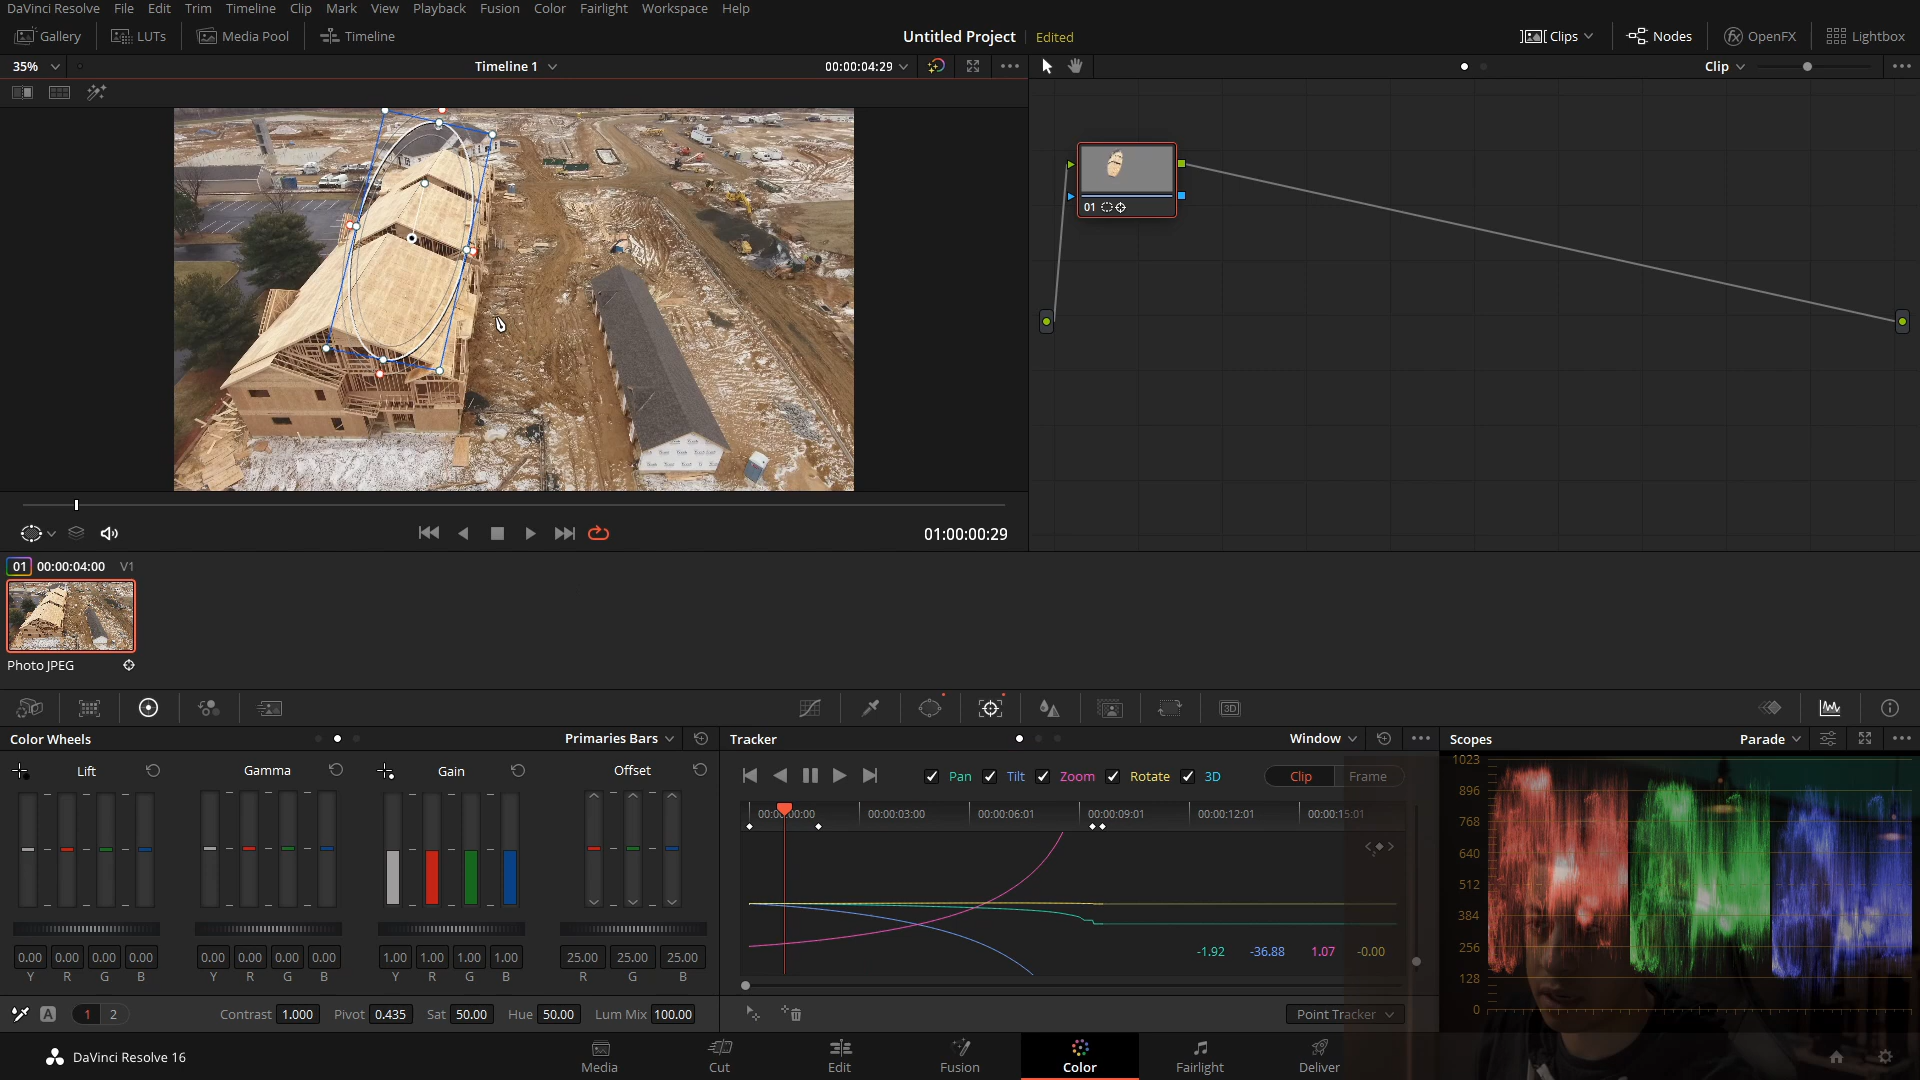 DaVinci Resolve File Edit Trim Timeline Clip Mark View Playback Fusion Color Fairlight Workspace Help
Gallery LUTs Media Pool Timeline Untitled Project Edited Clips Nodes OpenFX Lightbox
35% Timeline 1 00:00:04:29 Clip
01
01:00:00:29
01 00:00:04:00 V1
Photo JPEG
3D
Color Wheels Primaries Bars Tracker Window Scopes Parade
Lift Gamma Gain Offset
Pan Tilt Zoom Rotate 3D Clip Frame
00:00:03:00 00:00:06:01 00:00:09:01 00:00:12:01 00:00:15:01
1023
896
768
640
512
384
256
128
0
-1.92 -36.88 1.07 -0.00
0.00 0.00 0.00 0.00 0.00 0.00 0.00 0.00 1.00 1.00 1.00 1.00 25.00 25.00 25.00
Y R G B Y R G B Y R G B R G B
A 1 2 Contrast 1.000 Pivot 0.435 Sat 50.00 Hue 50.00 Lum Mix 100.00 Point Tracker
DaVinci Resolve 16 Media Cut Edit Fusion Color Fairlight Deliver